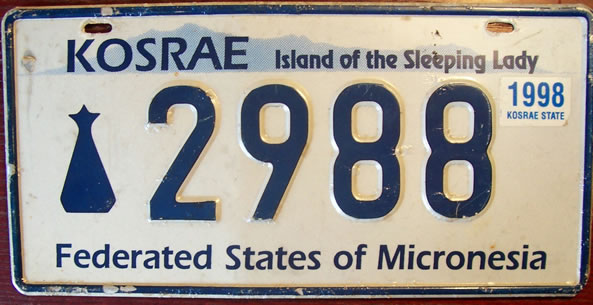 KOSRAE Island of the Sleeping Lady
1998
KOSRAE STATE
2988
Federated States of Micronesia